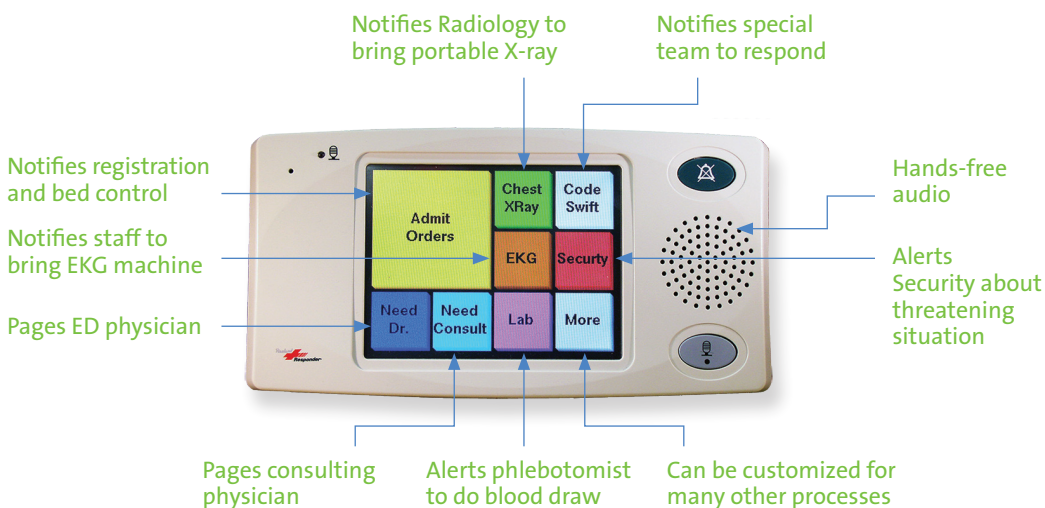 Notifies Radiology to
bring portable X-ray
Notifies special
team to respond
Notifies registration
and bed control
Notifies staff to
bring EKG machine
Pages ED physician
Chest
XRay
Code
Swift
Admit
Orders
EKG
Securty
Need
Dr.
Need
Consult
Lab
More
Responder
Hands-free
audio
Alerts
Security about
threatening
situation
Pages consulting
physician
Alerts phlebotomist
to do blood draw
Can be customized for
many other processes